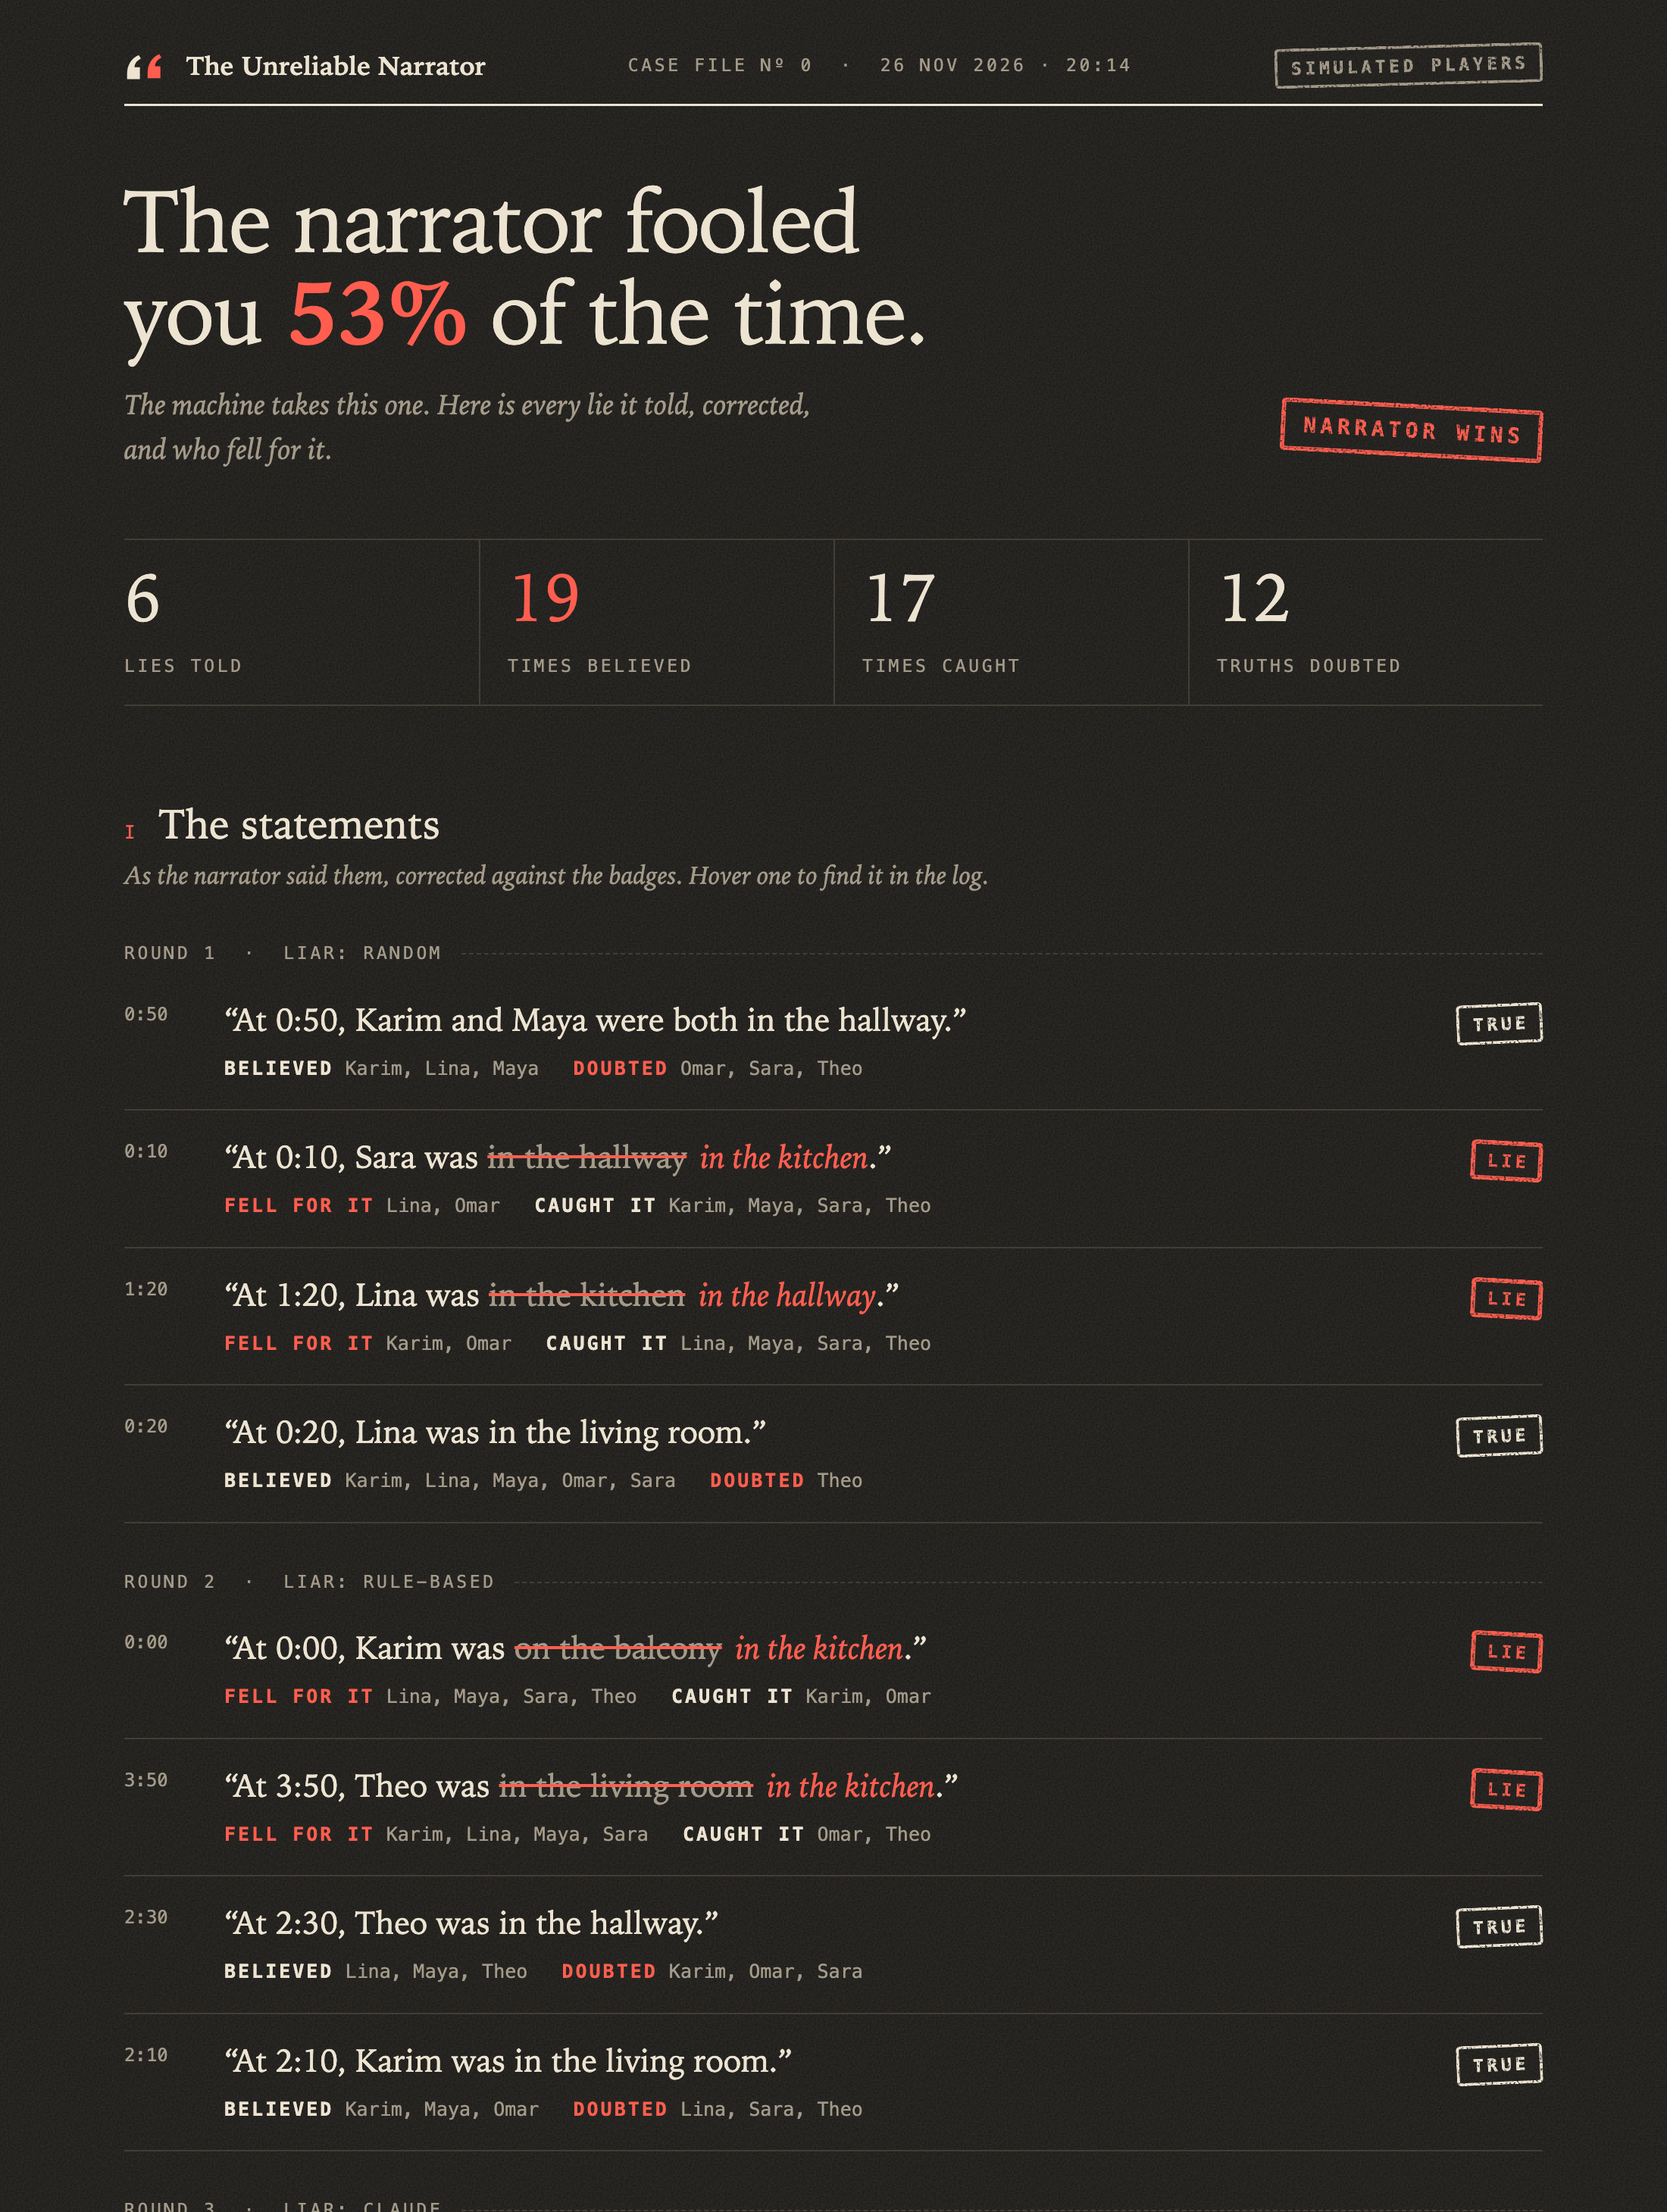 The Unreliable Narrator
CASE FILE Nº 0 · 26 NOV 2026 · 20:14
SIMULATED PLAYERS
The narrator fooled
you 53% of the time.
The machine takes this one. Here is every lie it told, corrected,
and who fell for it.
NARRATOR WINS
6
LIES TOLD
19
TIMES BELIEVED
17
TIMES CAUGHT
12
TRUTHS DOUBTED
I The statements
As the narrator said them, corrected against the badges. Hover one to find it in the log.
ROUND 1 · LIAR: RANDOM
0:50 “At 0:50, Karim and Maya were both in the hallway.” TRUE
BELIEVED Karim, Lina, Maya DOUBTED Omar, Sara, Theo
0:10 “At 0:10, Sara was in the hallway in the kitchen.” LIE
FELL FOR IT Lina, Omar CAUGHT IT Karim, Maya, Sara, Theo
1:20 “At 1:20, Lina was in the kitchen in the hallway.” LIE
FELL FOR IT Karim, Omar CAUGHT IT Lina, Maya, Sara, Theo
0:20 “At 0:20, Lina was in the living room.” TRUE
BELIEVED Karim, Lina, Maya, Omar, Sara DOUBTED Theo
ROUND 2 · LIAR: RULE-BASED
0:00 “At 0:00, Karim was on the balcony in the kitchen.” LIE
FELL FOR IT Lina, Maya, Sara, Theo CAUGHT IT Karim, Omar
3:50 “At 3:50, Theo was in the living room in the kitchen.” LIE
FELL FOR IT Karim, Lina, Maya, Sara CAUGHT IT Omar, Theo
2:30 “At 2:30, Theo was in the hallway.” TRUE
BELIEVED Lina, Maya, Theo DOUBTED Karim, Omar, Sara
2:10 “At 2:10, Karim was in the living room.” TRUE
BELIEVED Karim, Maya, Omar DOUBTED Lina, Sara, Theo
ROUND 3 · LIAR: CLAUDE